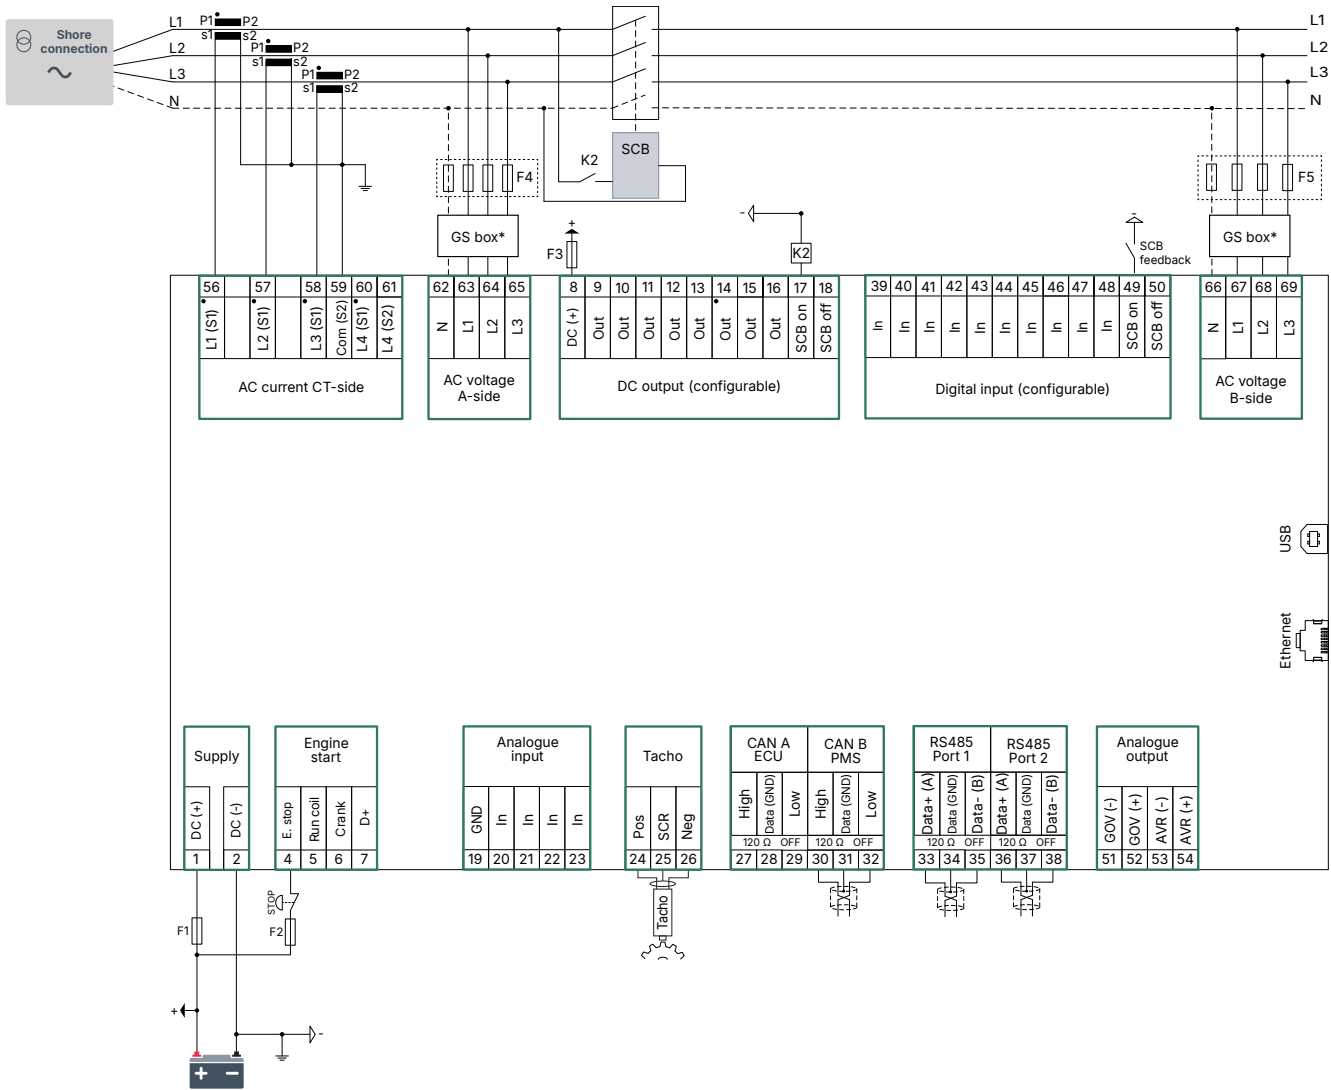 Shore
connection
L1
L2
L3
N
P1 P2
s1 s2
P1 P2
s1 s2
P1 P2
s1 s2
L1
L2
L3
N
SCB
K2
F4
F5
GS box*
GS box*
+
F3
-
K2
-
SCB
feedback
56 57 58 59 60 61
L1 (S1)
L2 (S1)
L3 (S1)
Com (S2)
L4 (S1)
L4 (S2)
AC current CT-side
62 63 64 65
N
L1
L2
L3
AC voltage
A-side
8 9 10 11 12 13 14 15 16 17 18
DC (+)
Out
Out
Out
Out
Out
Out
Out
Out
SCB on
SCB off
DC output (configurable)
39 40 41 42 43 44 45 46 47 48 49 50
In
In
In
In
In
In
In
In
In
In
SCB on
SCB off
Digital input (configurable)
66 67 68 69
N
L1
L2
L3
AC voltage
B-side
USB
Ethernet
Supply
DC (+)
DC (-)
1 2
Engine
start
E. stop
Run coil
Crank
D+
4 5 6 7
Analogue
input
GND
In
In
In
In
19 20 21 22 23
Tacho
Pos
SCR
Neg
24 25 26
CAN A
ECU
High
Data (GND)
Low
120 Ω OFF
27 28 29
CAN B
PMS
High
Data (GND)
Low
120 Ω OFF
30 31 32
RS485
Port 1
Data+ (A)
Data (GND)
Data- (B)
120 Ω OFF
33 34 35
RS485
Port 2
Data+ (A)
Data (GND)
Data- (B)
120 Ω OFF
36 37 38
Analogue
output
GOV (-)
GOV (+)
AVR (-)
AVR (+)
51 52 53 54
STOP
F1
F2
Tacho
+
-
+ −